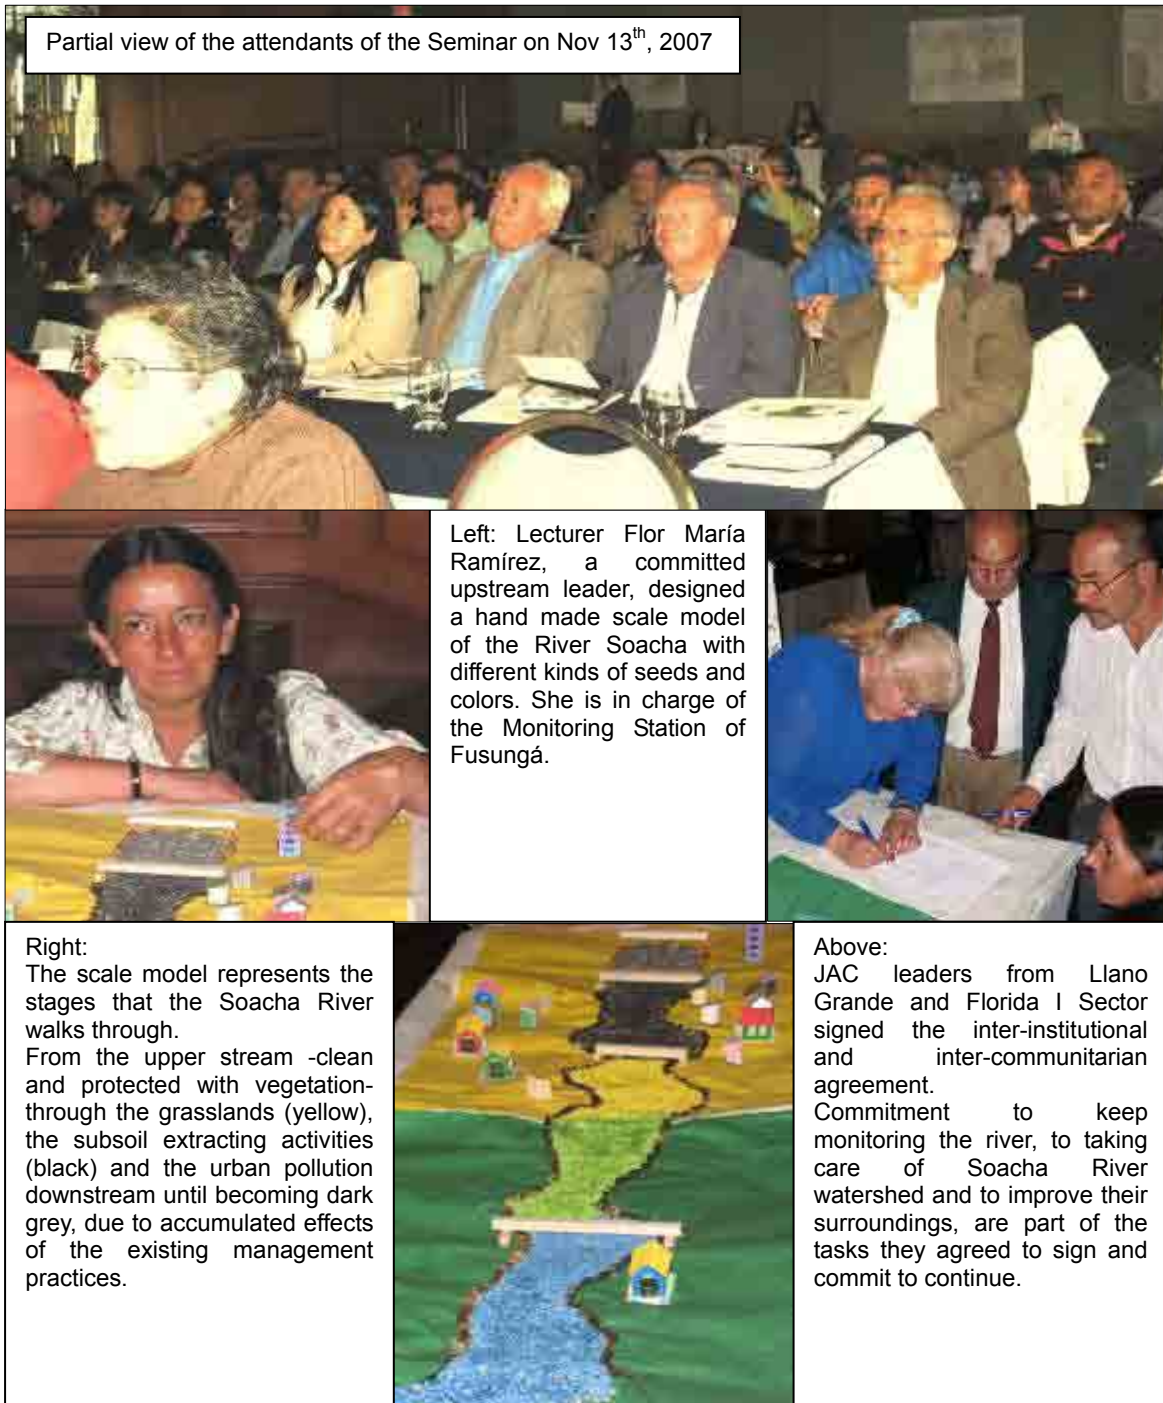 Partial view of the attendants of the Seminar on Nov 13th, 2007
Left: Lecturer Flor María
Ramírez, a committed
upstream leader, designed
a hand made scale model
of the River Soacha with
different kinds of seeds and
colors. She is in charge of
the Monitoring Station of
Fusungá.
Right:
The scale model represents the
stages that the Soacha River
walks through.
From the upper stream -clean
and protected with vegetation-
through the grasslands (yellow),
the subsoil extracting activities
(black) and the urban pollution
downstream until becoming dark
grey, due to accumulated effects
of the existing management
practices.
Above:
JAC leaders from Llano
Grande and Florida I Sector
signed the inter-institutional
and inter-communitarian
agreement.
Commitment to keep
monitoring the river, to taking
care of Soacha River
watershed and to improve their
surroundings, are part of the
tasks they agreed to sign and
commit to continue.